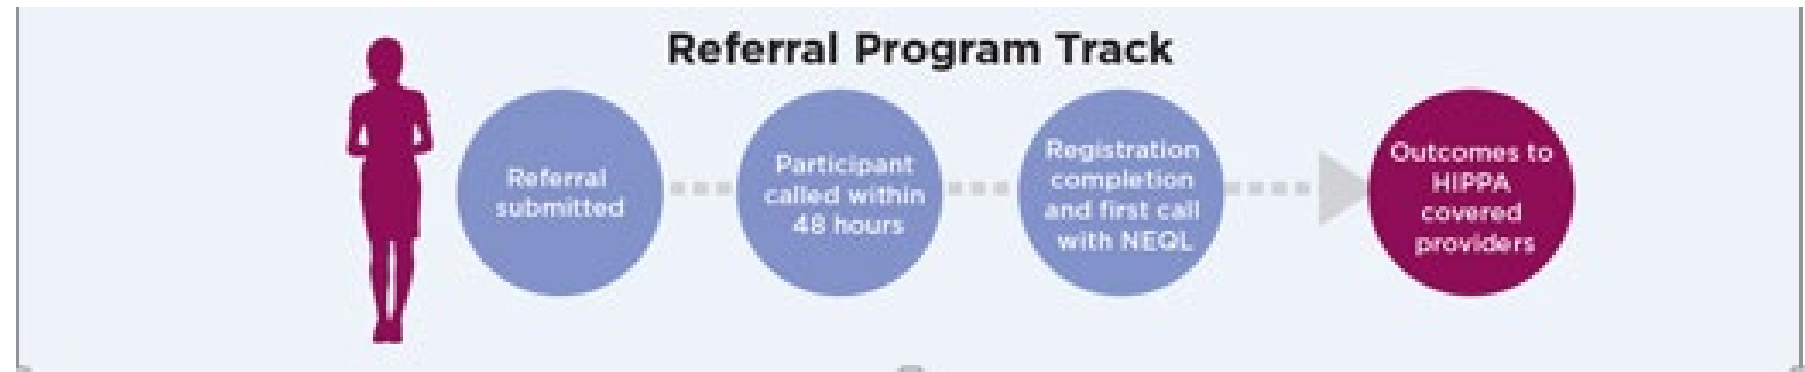 Referral Program Track
Referral
submitted
Participant
called within
48 hours
Registration
completion
and first call
with NEQL
Outcomes to
HIPPA
covered
providers